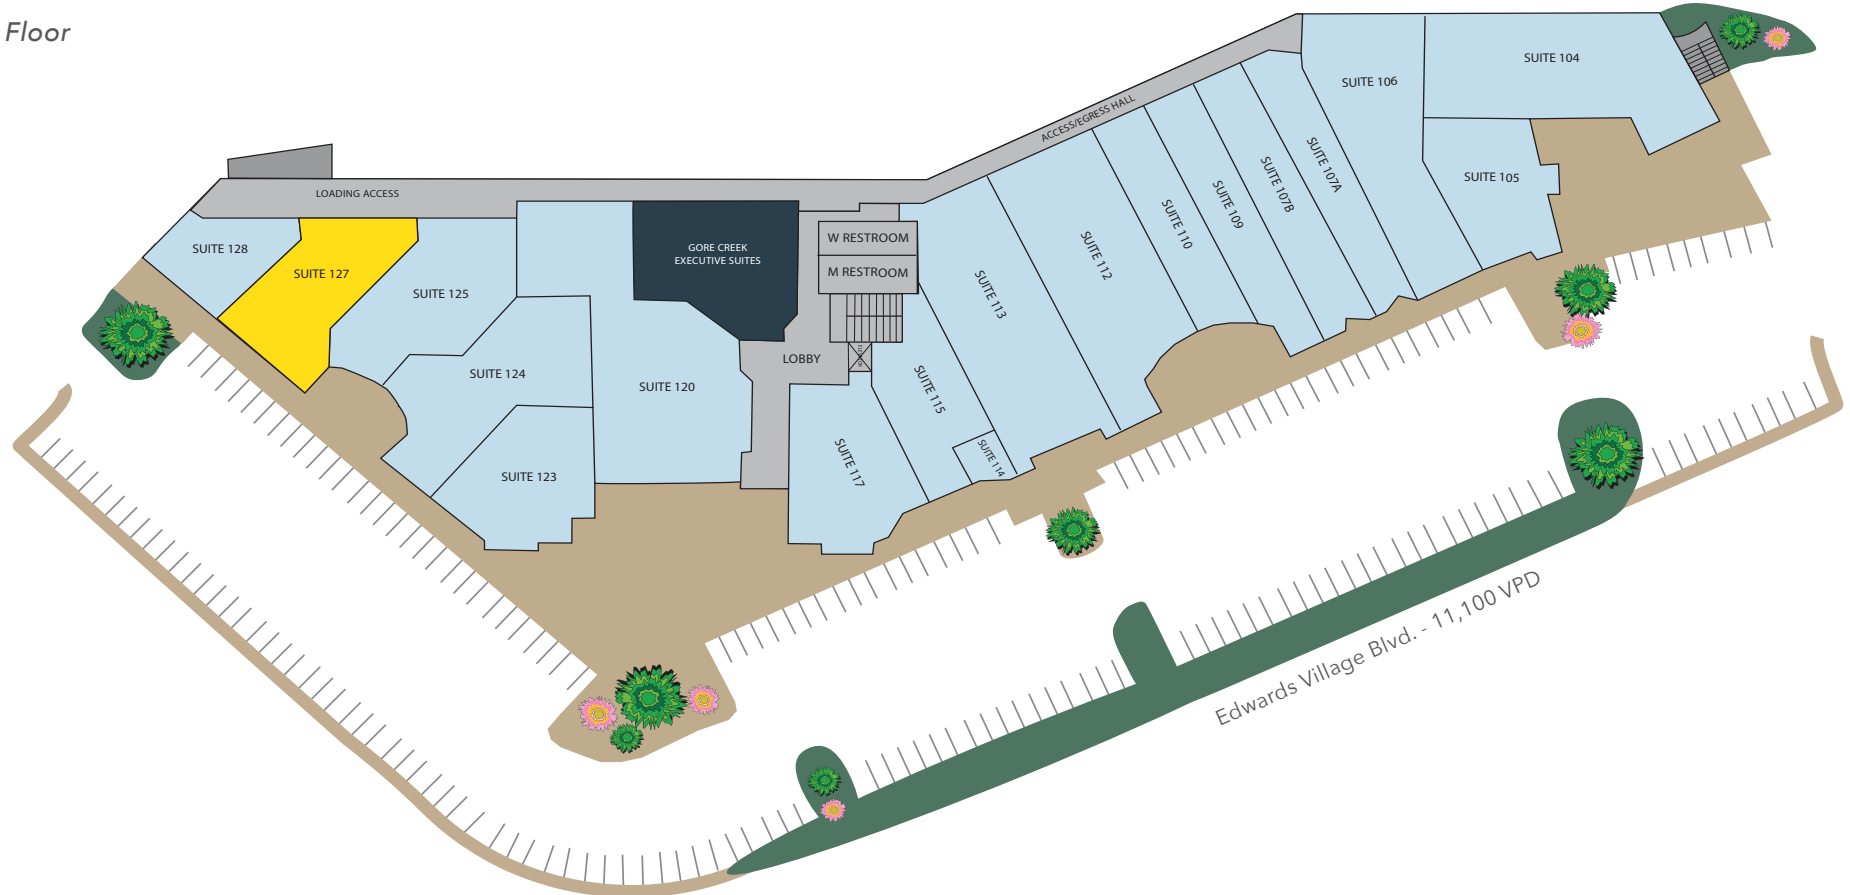 Floor
SUITE 104
SUITE 106
ACCESS/EGRESS HALL
SUITE 107A
SUITE 105
SUITE 107B
SUITE 109
SUITE 110
LOADING ACCESS
SUITE 128
SUITE 127
SUITE 125
GORE CREEK
EXECUTIVE SUITES
W RESTROOM
M RESTROOM
SUITE 112
SUITE 113
LOBBY
SUITE 124
SUITE 120
SUITE 115
SUITE 114
SUITE 117
SUITE 123
Edwards Village Blvd. - 11,100 VPD